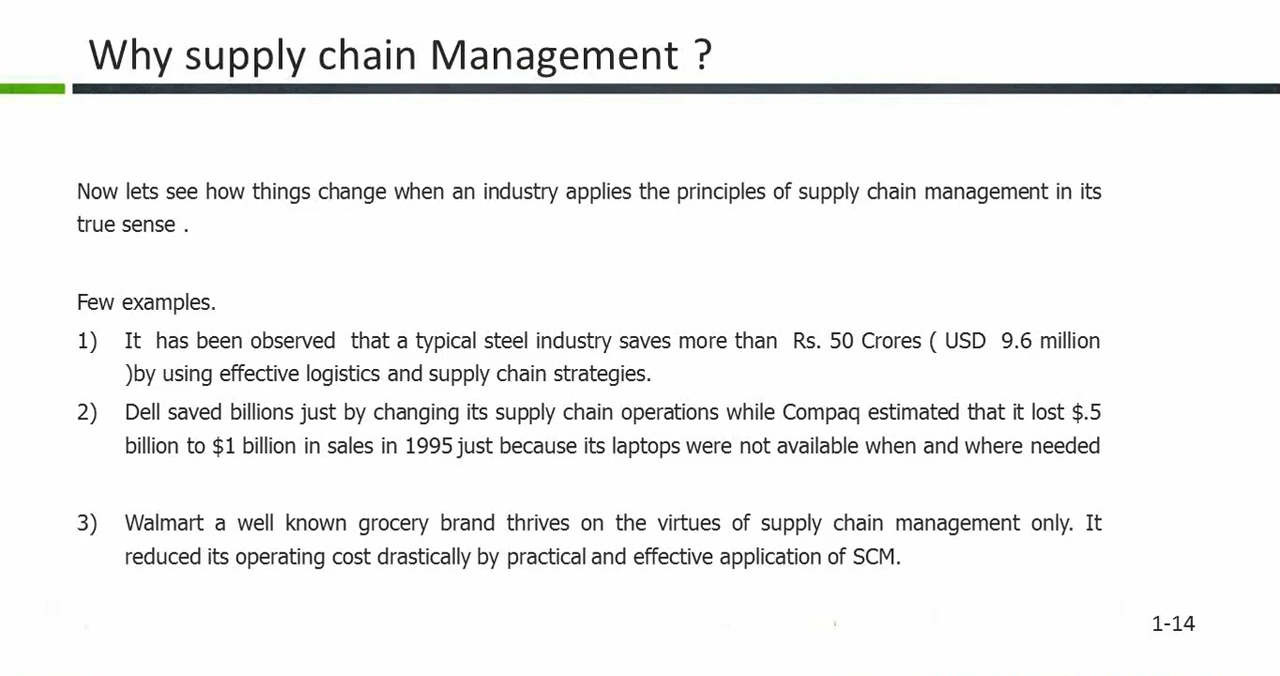 Why supply chain Management ?
Now lets see how things change when an industry applies the principles of supply chain management in its
true sense .
Few examples.
1) It has been observed that a typical steel industry saves more than Rs. 50 Crores ( USD 9.6 million
)by using effective logistics and supply chain strategies.
2) Dell saved billions just by changing its supply chain operations while Compaq estimated that it lost $.5
billion to $1 billion in sales in 1995 just because its laptops were not available when and where needed
3) Walmart a well known grocery brand thrives on the virtues of supply chain management only. It
reduced its operating cost drastically by practical and effective application of SCM.
1-14